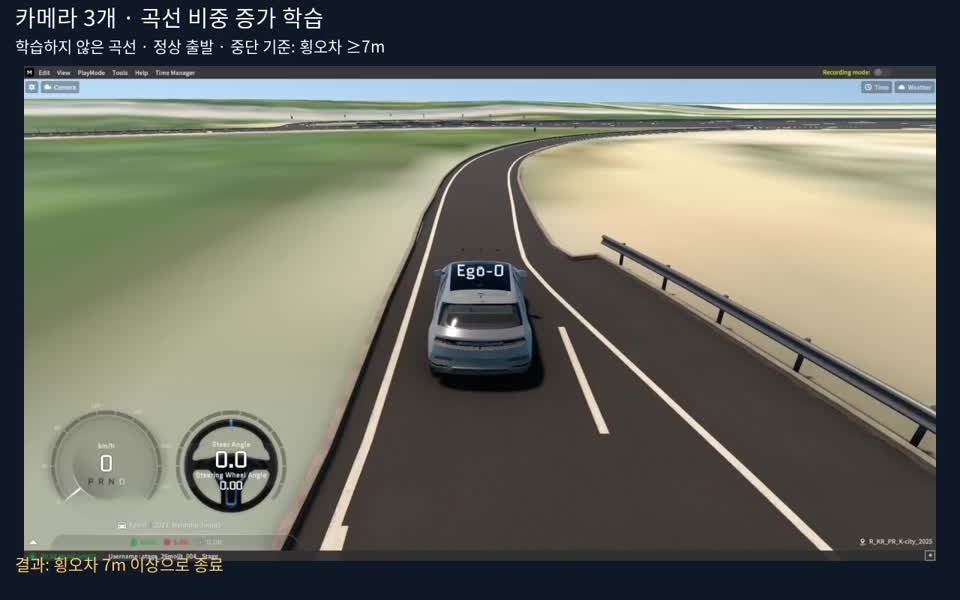 카메라 3개 · 곡선 비중 증가 학습
학습하지 않은 곡선 · 정상 출발 · 중단 기준: 횡오차 ≥7m
M Edit View PlayMode Tools Help Time Manager
Recording mode:
Camera
Time
Weather
Ego-0
km/h
0
P R N D
Steer Angle
0.0
Steering Wheel Angle
0.00
R_KR_PR_K-city_2025
결과: 횡오차 7m 이상으로 종료